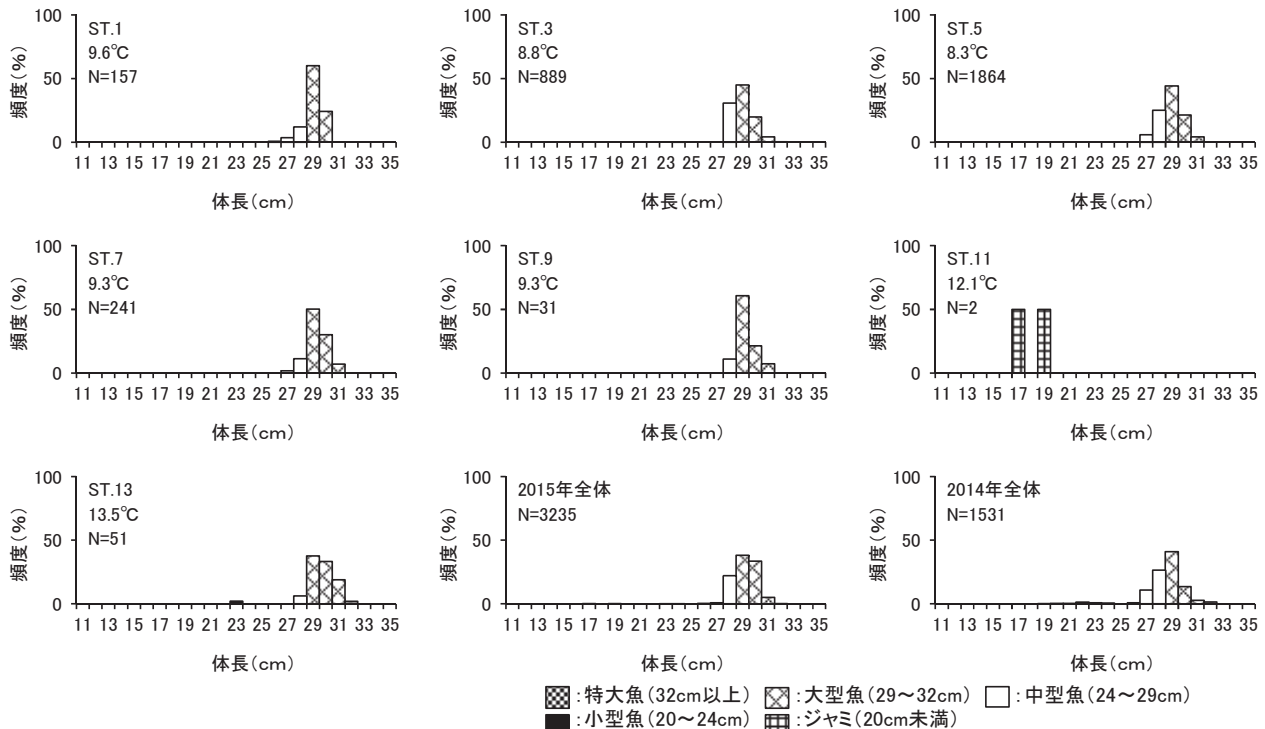 100
50
0
頻度(%)
ST.1
9.6℃
N=157
11 13 15 17 19 21 23 25 27 29 31 33 35
体長(cm)
100
50
0
頻度(%)
ST.3
8.8℃
N=889
11 13 15 17 19 21 23 25 27 29 31 33 35
体長(cm)
100
50
0
頻度(%)
ST.5
8.3℃
N=1864
11 13 15 17 19 21 23 25 27 29 31 33 35
体長(cm)
100
50
0
頻度(%)
ST.7
9.3℃
N=241
11 13 15 17 19 21 23 25 27 29 31 33 35
体長(cm)
100
50
0
頻度(%)
ST.9
9.3℃
N=31
11 13 15 17 19 21 23 25 27 29 31 33 35
体長(cm)
100
50
0
頻度(%)
ST.11
12.1℃
N=2
11 13 15 17 19 21 23 25 27 29 31 33 35
体長(cm)
100
50
0
頻度(%)
ST.13
13.5℃
N=51
11 13 15 17 19 21 23 25 27 29 31 33 35
体長(cm)
100
50
0
頻度(%)
2015年全体
N=3235
11 13 15 17 19 21 23 25 27 29 31 33 35
体長(cm)
100
50
0
頻度(%)
2014年全体
N=1531
11 13 15 17 19 21 23 25 27 29 31 33 35
体長(cm)
:特大魚(32cm以上) :大型魚(29～32cm) :中型魚(24～29cm)
:小型魚(20～24cm) :ジャミ(20cm未満)